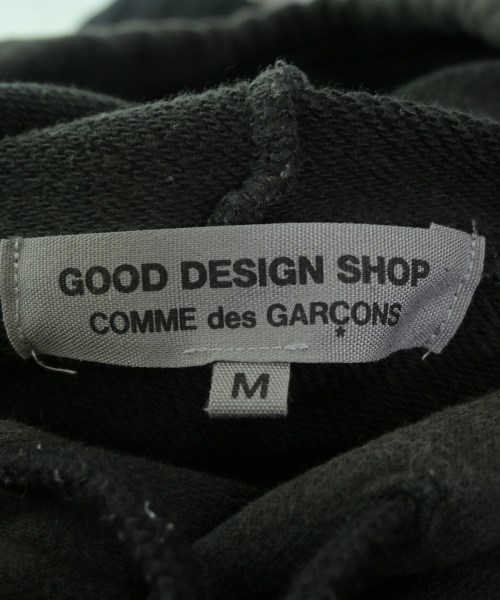 GOOD DESIGN SHOP
COMME des GARÇONS
*
M